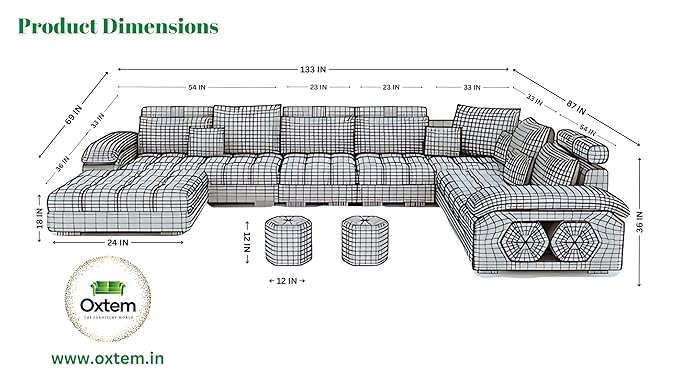 Product Dimensions
133 IN
54 IN
23 IN
23 IN
33 IN
87 IN
33 IN
54 IN
69 IN
33 IN
36 IN
18 IN
24 IN
12 IN
12 IN
36 IN
Oxtem
THE FURNITURE WORLD
www.oxtem.in